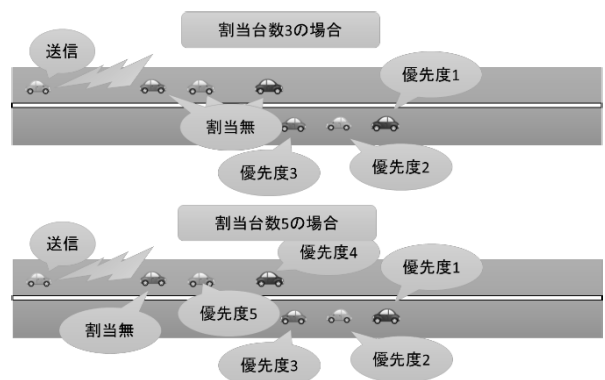 割当台数3の場合
送信
優先度1
割当無
優先度3
優先度2
割当台数5の場合
送信
優先度4
優先度1
割当無
優先度5
優先度3
優先度2